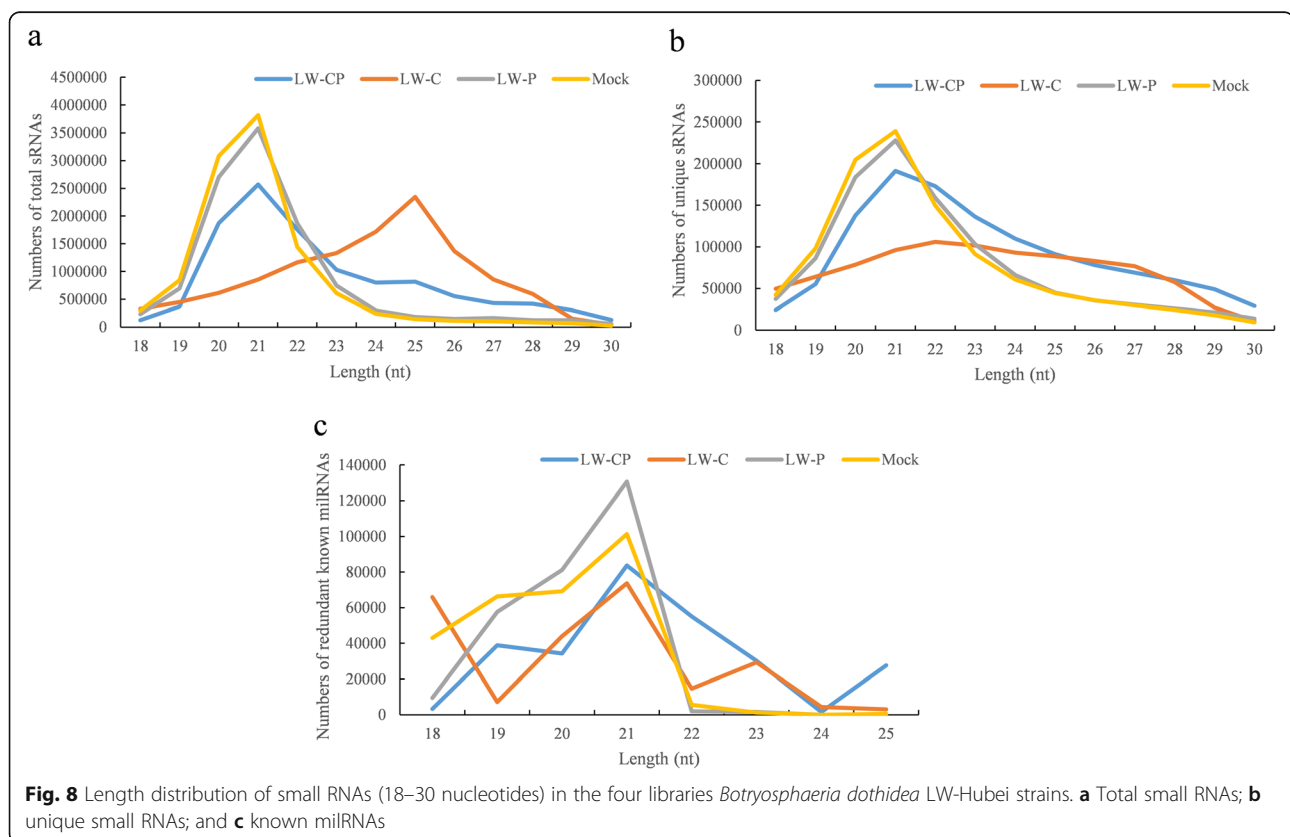 a
LW-CP LW-C LW-P Mock
Numbers of total sRNAs
4500000
4000000
3500000
3000000
2500000
2000000
1500000
1000000
500000
0
18 19 20 21 22 23 24 25 26 27 28 29 30
Length (nt)
b
LW-CP LW-C LW-P Mock
Numbers of unique sRNAs
300000
250000
200000
150000
100000
50000
0
18 19 20 21 22 23 24 25 26 27 28 29 30
Length (nt)
c
LW-CP LW-C LW-P Mock
Numbers of redundant known milRNAs
140000
120000
100000
80000
60000
40000
20000
0
18 19 20 21 22 23 24 25
Length (nt)
Fig. 8 Length distribution of small RNAs (18–30 nucleotides) in the four libraries Botryosphaeria dothidea LW-Hubei strains. a Total small RNAs; b
unique small RNAs; and c known milRNAs